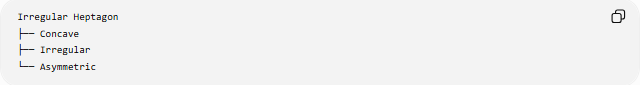 Irregular Heptagon
├── Concave
├── Irregular
└── Asymmetric